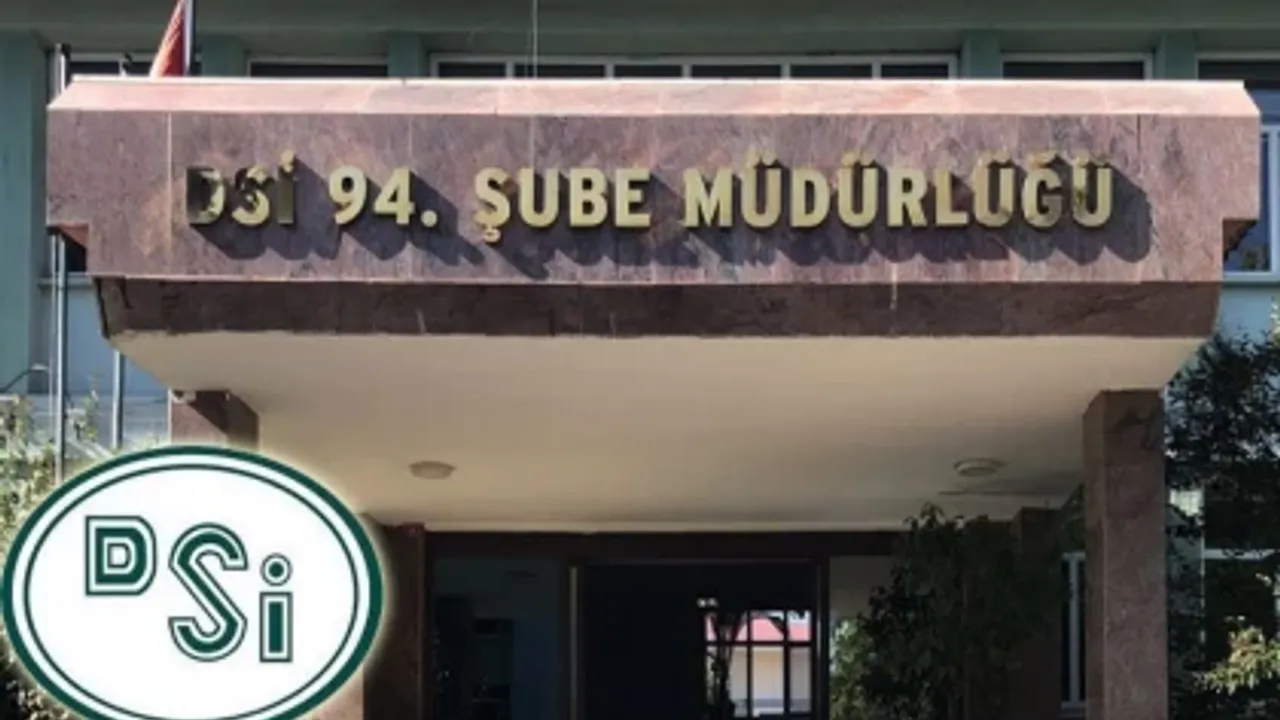 DSİ 94. ŞUBE MÜDÜRLÜĞÜ
DSi